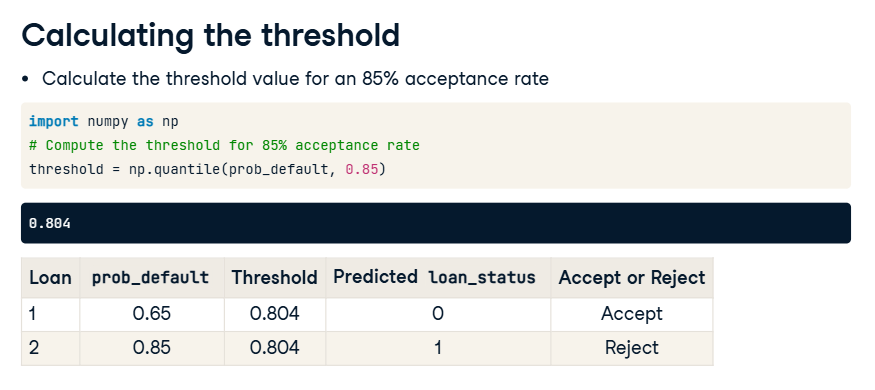 Calculating the threshold
• Calculate the threshold value for an 85% acceptance rate
import numpy as np
# Compute the threshold for 85% acceptance rate
threshold = np.quantile(prob_default, 0.85)
0.804
Loan prob_default Threshold Predicted loan_status Accept or Reject
1 0.65 0.804 0 Accept
2 0.85 0.804 1 Reject